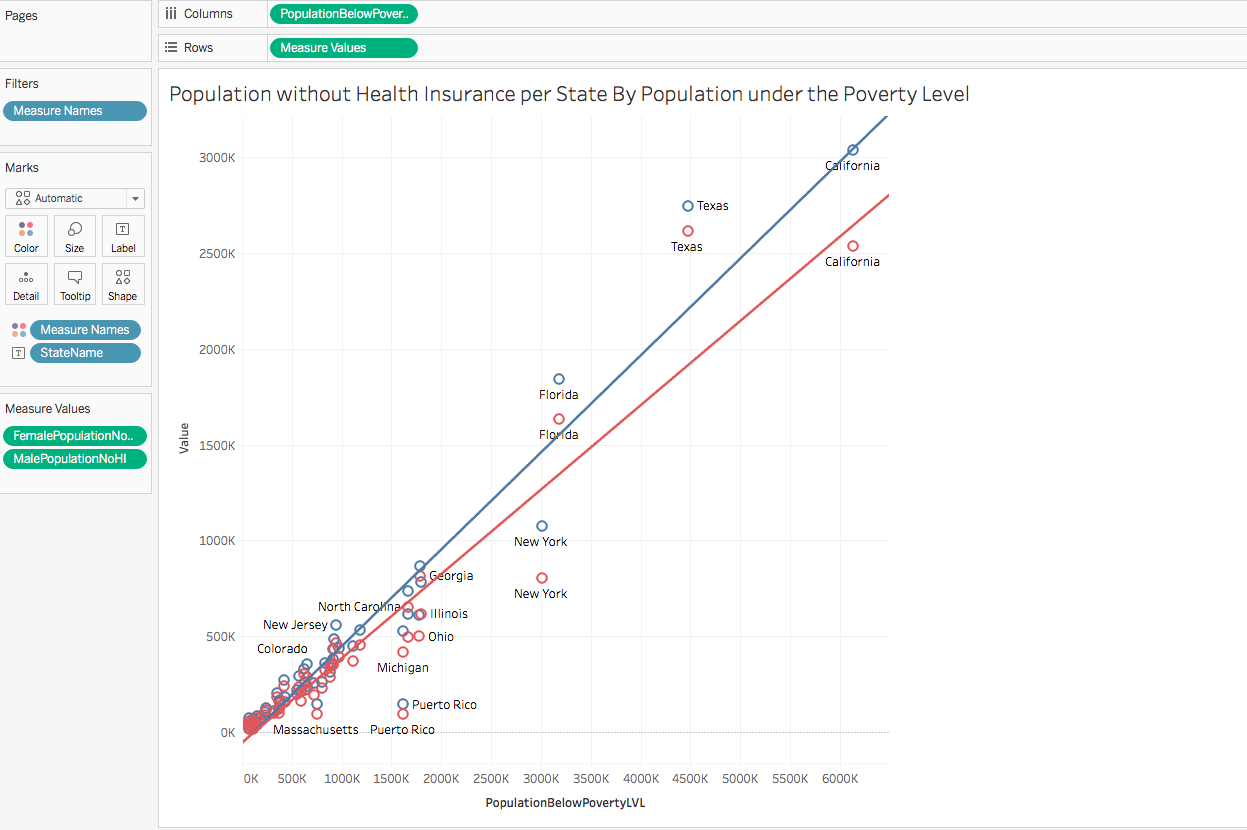 Pages
Columns
PopulationBelowPover..
Rows
Measure Values
Filters
Measure Names
Marks
Automatic
Color
Size
Label
Detail
Tooltip
Shape
Measure Names
StateName
Measure Values
FemalePopulationNo..
MalePopulationNoHI
Population without Health Insurance per State By Population under the Poverty Level
3000K
2500K
2000K
1500K
1000K
500K
0K
Value
California
Texas
Texas
California
Florida
Florida
New York
New York
Georgia
North Carolina
Illinois
New Jersey
Ohio
Colorado
Michigan
Puerto Rico
Massachusetts
Puerto Rico
0K
500K
1000K
1500K
2000K
2500K
3000K
3500K
4000K
4500K
5000K
5500K
6000K
PopulationBelowPovertyLVL